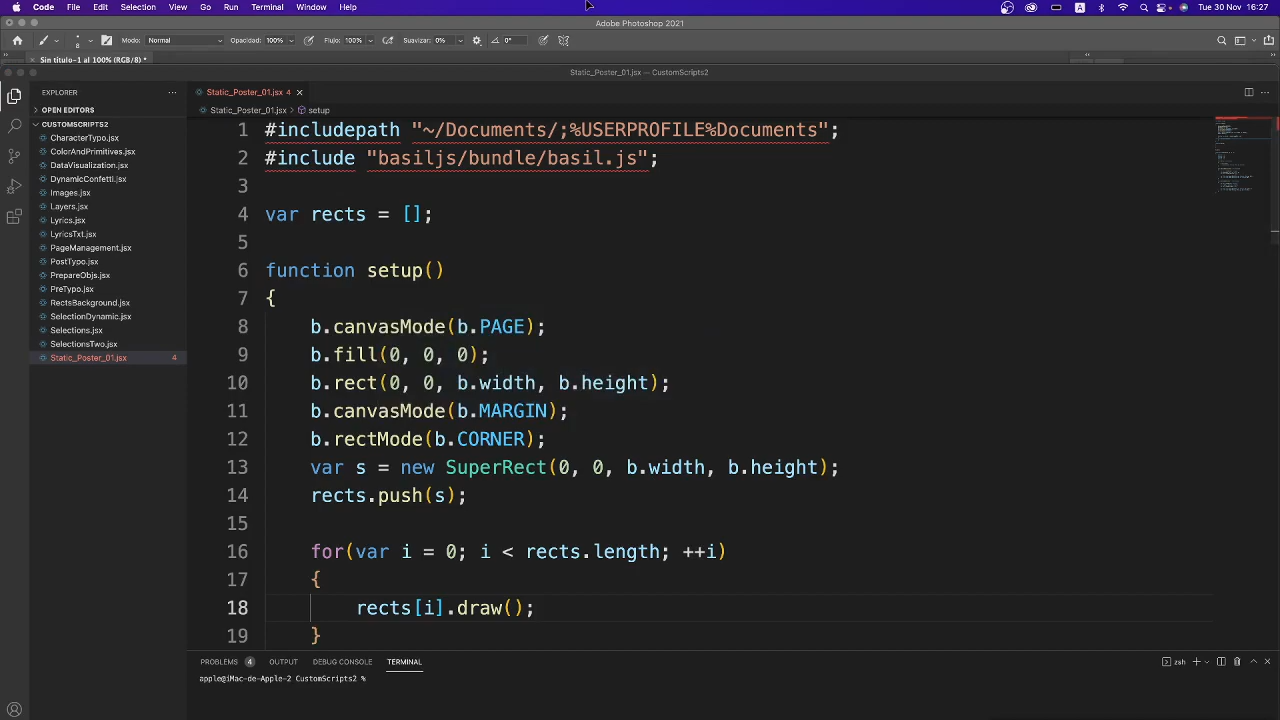 Code File Edit Selection View Go Run Terminal Window Help Tue 30 Nov 16:27
Adobe Photoshop 2021
8 Modo: Normal Opacidad: 100% Flujo: 100% Suavizar: 0% 0°
Sin título-1 al 100% (RGB/8) *
Static_Poster_01.jsx — CustomScripts2
EXPLORER
Static_Poster_01.jsx 4
OPEN EDITORS
Static_Poster_01.jsx > setup
CUSTOMSCRIPTS2
CharacterTypo.jsx
ColorAndPrimitives.jsx
DataVisualization.jsx
DynamicConfetti.jsx
Images.jsx
Layers.jsx
Lyrics.jsx
LyricsTxt.jsx
PageManagement.jsx
PostTypo.jsx
PrepareObjs.jsx
PreTypo.jsx
RectsBackground.jsx
SelectionDynamic.jsx
Selections.jsx
SelectionsTwo.jsx
Static_Poster_01.jsx 4
1 #includepath "~/Documents/;%USERPROFILE%Documents";
2 #include "basiljs/bundle/basil.js";
3
4 var rects = [];
5
6 function setup()
7 {
8 b.canvasMode(b.PAGE);
9 b.fill(0, 0, 0);
10 b.rect(0, 0, b.width, b.height);
11 b.canvasMode(b.MARGIN);
12 b.rectMode(b.CORNER);
13 var s = new SuperRect(0, 0, b.width, b.height);
14 rects.push(s);
15
16 for(var i = 0; i < rects.length; ++i)
17 {
18 rects[i].draw();
19 }
PROBLEMS 4 OUTPUT DEBUG CONSOLE TERMINAL zsh
apple@iMac-de-Apple-2 CustomScripts2 %